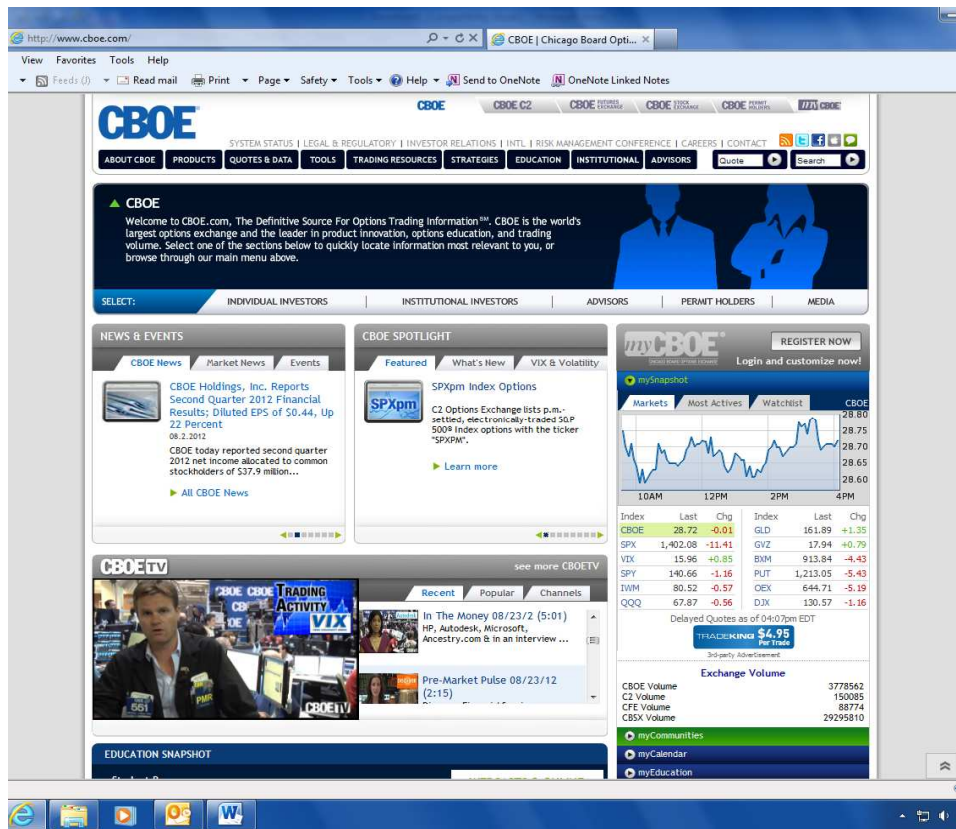 http://www.cboe.com/
CBOE | Chicago Board Opti...
View Favorites Tools Help
Feeds (J) Read mail Print Page Safety Tools Help Send to OneNote OneNote Linked Notes
CBOE CBOE C2 CBOE FUTURES EXCHANGE CBOE STOCK EXCHANGE CBOE PERMIT HOLDERS CBOE
CBOE
SYSTEM STATUS | LEGAL & REGULATORY | INVESTOR RELATIONS | INTL | RISK MANAGEMENT CONFERENCE | CAREERS | CONTACT
ABOUT CBOE PRODUCTS QUOTES & DATA TOOLS TRADING RESOURCES STRATEGIES EDUCATION INSTITUTIONAL ADVISORS Quote Search
CBOE
Welcome to CBOE.com, The Definitive Source For Options Trading Information℠. CBOE is the world's
largest options exchange and the leader in product innovation, options education, and trading
volume. Select one of the sections below to quickly locate information most relevant to you, or
browse through our main menu above.
SELECT: INDIVIDUAL INVESTORS | INSTITUTIONAL INVESTORS | ADVISORS | PERMIT HOLDERS | MEDIA
NEWS & EVENTS
CBOE News Market News Events
CBOE Holdings, Inc. Reports
Second Quarter 2012 Financial
Results; Diluted EPS of $0.44, Up
22 Percent
08.2.2012
CBOE today reported second quarter
2012 net income allocated to common
stockholders of $37.9 million...
All CBOE News
CBOE SPOTLIGHT
Featured What's New VIX & Volatility
SPXpm
SPXpm Index Options
C2 Options Exchange lists p.m.-
settled, electronically-traded S&P
500® Index options with the ticker
"SPXPM".
Learn more
myCBOE®
REGISTER NOW
Login and customize now!
mySnapshot
Markets Most Actives Watchlist CBOE
28.80
28.75
28.70
28.65
28.60
10AM 12PM 2PM 4PM
Index Last Chg Index Last Chg
CBOE 28.72 -0.01 GLD 161.89 +1.35
SPX 1,402.08 -11.41 GVZ 17.94 +0.79
VIX 15.96 +0.85 BXM 913.84 -4.43
SPY 140.66 -1.16 PUT 1,213.05 -5.43
IWM 80.52 -0.57 OEX 644.71 -5.19
QQQ 67.87 -0.56 DJX 130.57 -1.16
Delayed Quotes as of 04:07pm EDT
TRADEKING $4.95 Per Trade
3rd-party Advertisement
Exchange Volume
CBOE Volume 3778562
C2 Volume 150085
CFE Volume 88774
CBSX Volume 29295810
myCommunities
myCalendar
myEducation
CBOE TV
see more CBOETV
Recent Popular Channels
CBOE CBOE TRADING
ACTIVITY
VIX
PMR
551
CBOETV
In The Money 08/23/2 (5:01)
HP, Autodesk, Microsoft,
Ancestry.com & in an interview ...
Pre-Market Pulse 08/23/12
(2:15)
EDUCATION SNAPSHOT